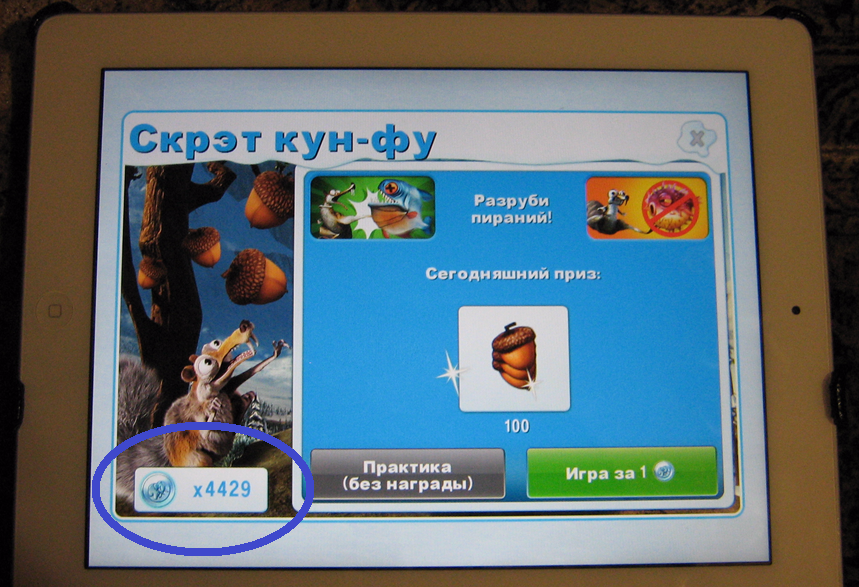 Скрэт кун-фу
Разруби
пираний!
Сегодняшний приз:
100
Практика
(без награды)
Игра за 1
x4429